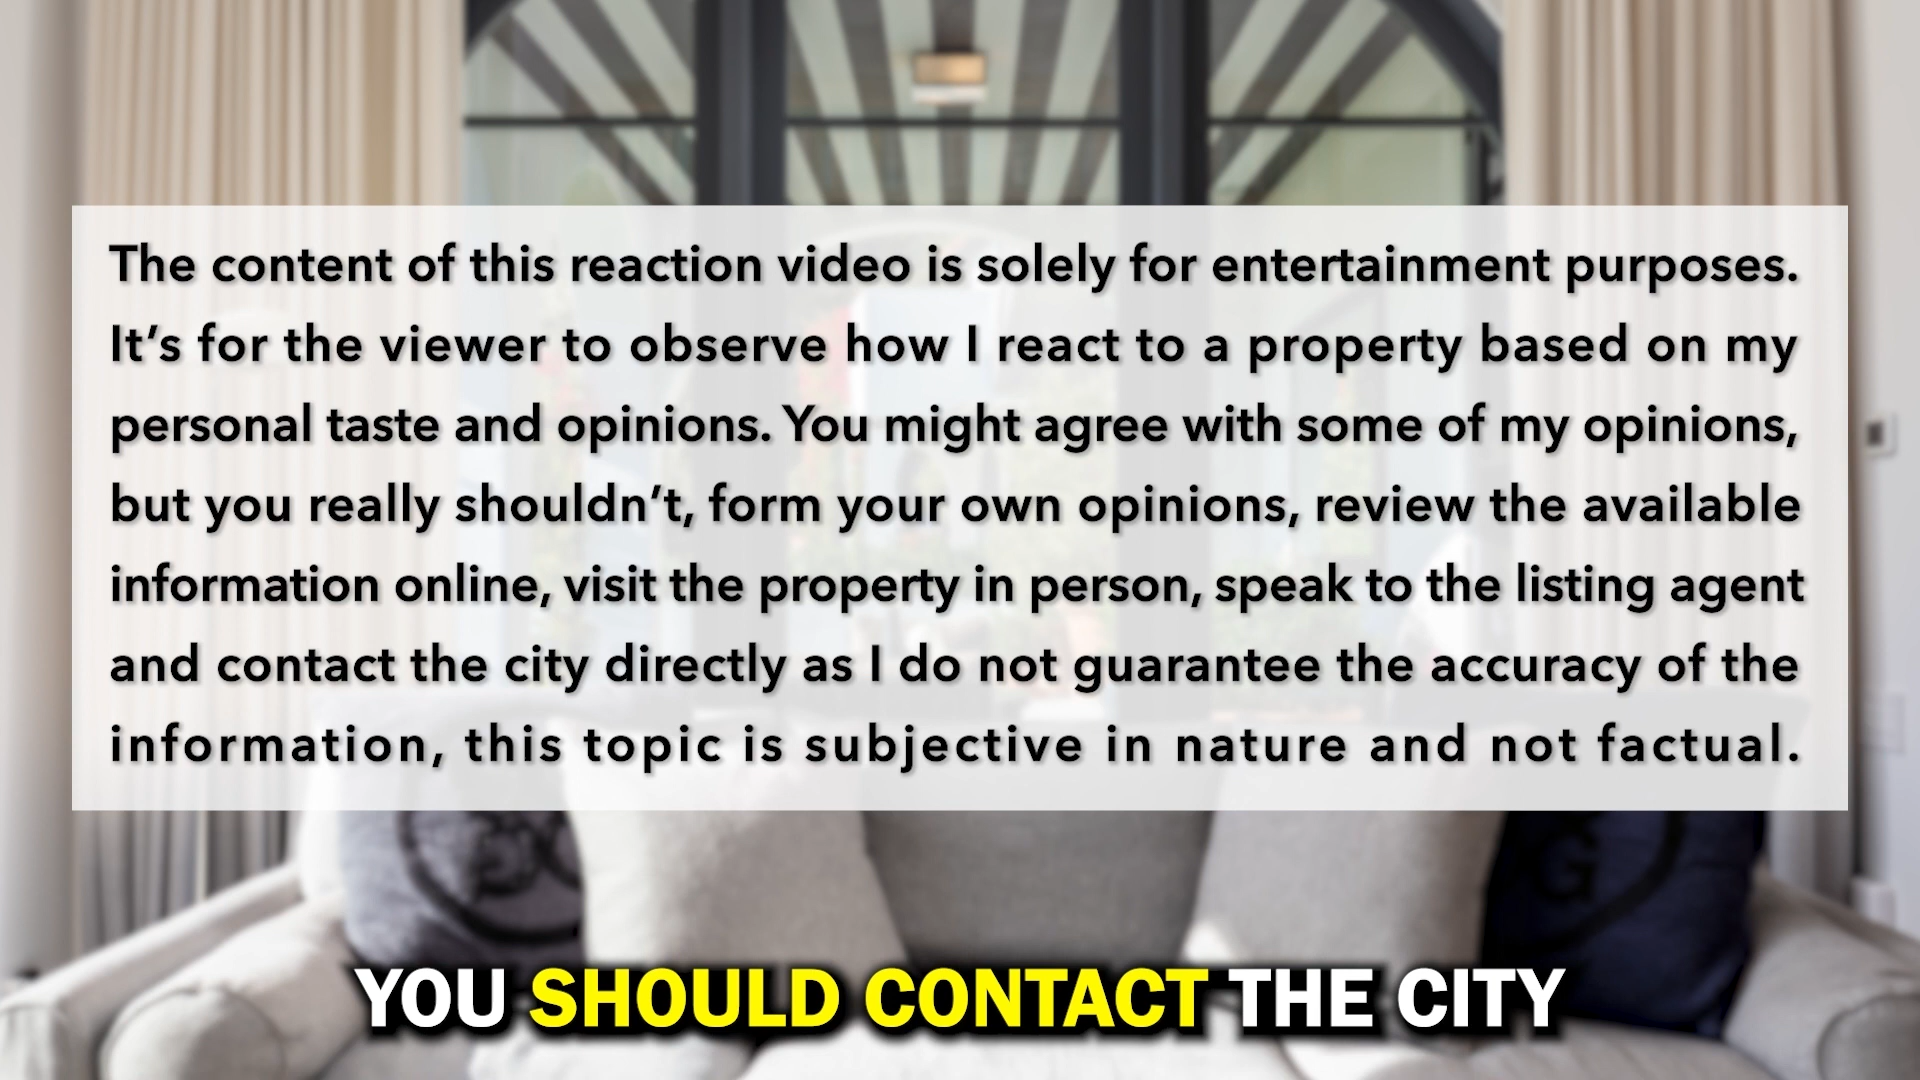 The content of this reaction video is solely for entertainment purposes.
It’s for the viewer to observe how I react to a property based on my
personal taste and opinions. You might agree with some of my opinions,
but you really shouldn’t, form your own opinions, review the available
information online, visit the property in person, speak to the listing agent
and contact the city directly as I do not guarantee the accuracy of the
information, this topic is subjective in nature and not factual.
YOU SHOULD CONTACT THE CITY